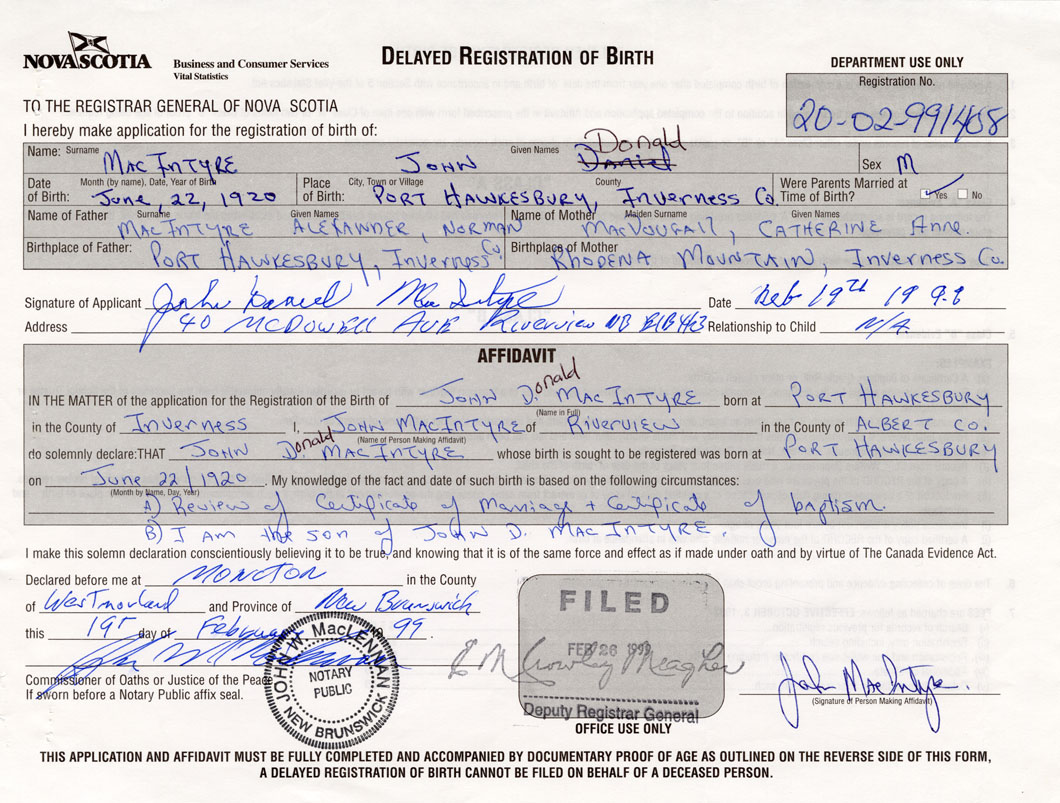 NOVA SCOTIA
Business and Consumer Services
Vital Statistics
DELAYED REGISTRATION OF BIRTH
DEPARTMENT USE ONLY
Registration No.
20-02-991468
TO THE REGISTRAR GENERAL OF NOVA SCOTIA
I hereby make application for the registration of birth of:
Donald
Name: Surname MACINTYRE JOHN Given Names Daniel Sex M
Date of Birth: Month (by name), Date, Year of Birth June, 22, 1920 Place of Birth: City, Town or Village PORT HAWKESBURY, County Inverness Co. Were Parents Married at Time of Birth? ✓ Yes No
Name of Father Surname MACINTYRE Given Names ALEXANDER, NORMAN Name of Mother Maiden Surname MACDOUGALL, Given Names CATHERINE Anne.
Birthplace of Father: PORT HAWKESBURY, Inverness Co. Birthplace of Mother RHODENA MOUNTAIN, Inverness Co.
Signature of Applicant John Daniel MacIntyre Date Feb 19th 1999
Address 40 McDOWELL AVE Riverview NB E1B 4J3 Relationship to Child N/A
AFFIDAVIT
IN THE MATTER of the application for the Registration of the Birth of JOHN Donald MACINTYRE born at PORT HAWKESBURY
(Name in Full)
in the County of Inverness I, JOHN MACINTYRE of RIVERVIEW in the County of ALBERT CO.
(Name of Person Making Affidavit)
do solemnly declare:THAT JOHN Donald MACINTYRE whose birth is sought to be registered was born at PORT HAWKESBURY
on June 22/1920. My knowledge of the fact and date of such birth is based on the following circumstances:
(Month by Name, Day, Year)
A) Review of Certificate of Marriage + Certificate of baptism.
B) I am the son of JOHN D. MACINTYRE.
I make this solemn declaration conscientiously believing it to be true, and knowing that it is of the same force and effect as if made under oath and by virtue of The Canada Evidence Act.
Declared before me at MONCTON in the County
of Westmorland and Province of New Brunswick
this 19th day of February 99.
Commissioner of Oaths or Justice of the Peace
If sworn before a Notary Public affix seal.
JOHN W. MacLENNAN
NOTARY PUBLIC
NEW BRUNSWICK
FILED
FEB 26 1999
EM Crowley Meagher
Deputy Registrar General
OFFICE USE ONLY
John MacIntyre.
(Signature of Person Making Affidavit)
THIS APPLICATION AND AFFIDAVIT MUST BE FULLY COMPLETED AND ACCOMPANIED BY DOCUMENTARY PROOF OF AGE AS OUTLINED ON THE REVERSE SIDE OF THIS FORM,
A DELAYED REGISTRATION OF BIRTH CANNOT BE FILED ON BEHALF OF A DECEASED PERSON.